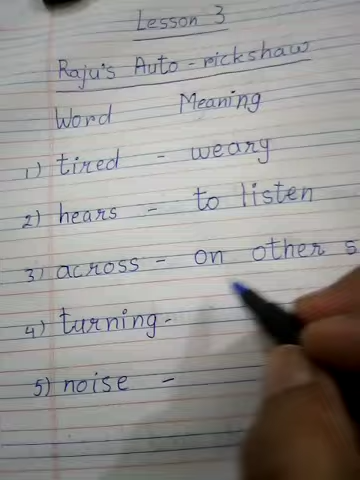 Lesson 3
Raju's Auto-rickshaw
Word Meaning
1) tired - weary
2) hears - to listen
3) across - on other s
4) turning -
5) noise -